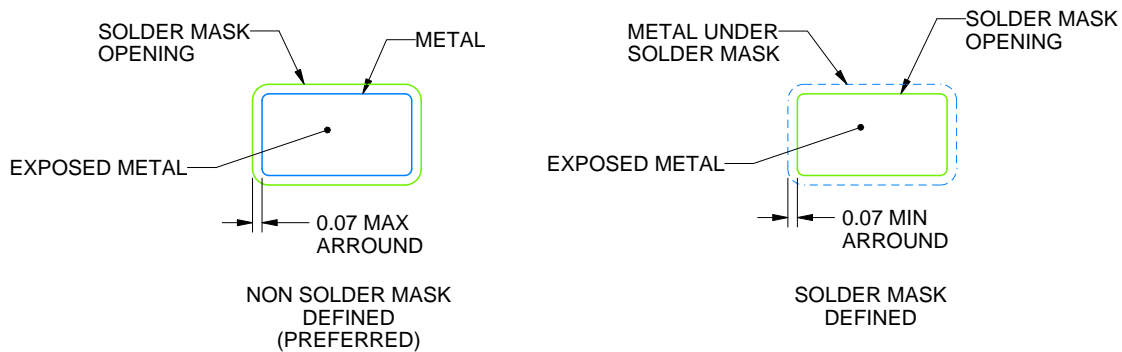 SOLDER MASK
OPENING
METAL
EXPOSED METAL
0.07 MAX
ARROUND
NON SOLDER MASK
DEFINED
(PREFERRED)
METAL UNDER
SOLDER MASK
SOLDER MASK
OPENING
EXPOSED METAL
0.07 MIN
ARROUND
SOLDER MASK
DEFINED